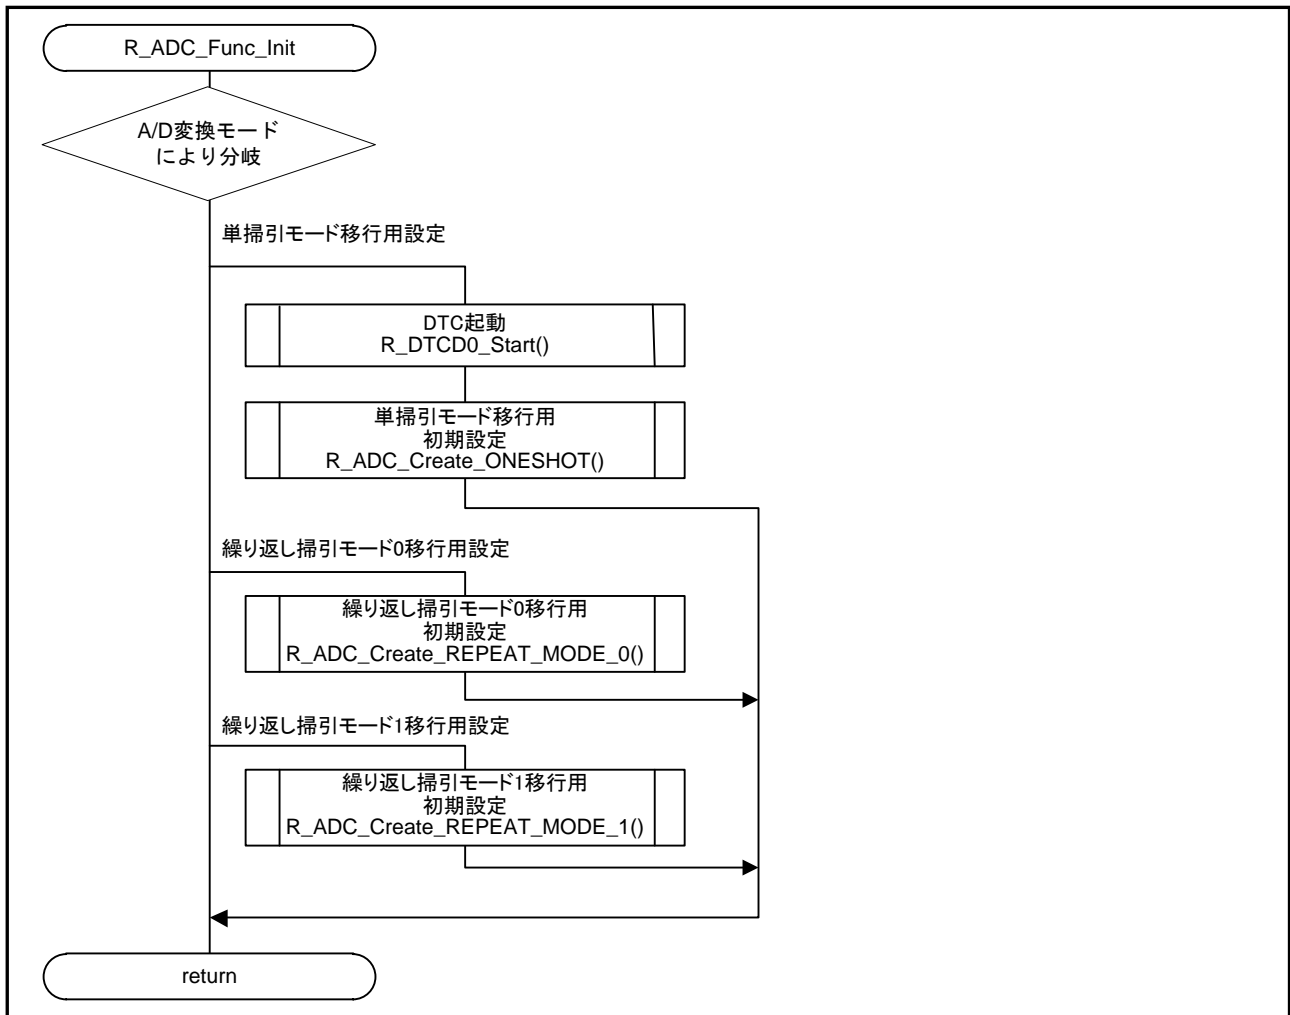 R_ADC_Func_Init
A/D変換モード
により分岐
単掃引モード移行用設定
DTC起動
R_DTCD0_Start()
単掃引モード移行用
初期設定
R_ADC_Create_ONESHOT()
繰り返し掃引モード0移行用設定
繰り返し掃引モード0移行用
初期設定
R_ADC_Create_REPEAT_MODE_0()
繰り返し掃引モード1移行用設定
繰り返し掃引モード1移行用
初期設定
R_ADC_Create_REPEAT_MODE_1()
return